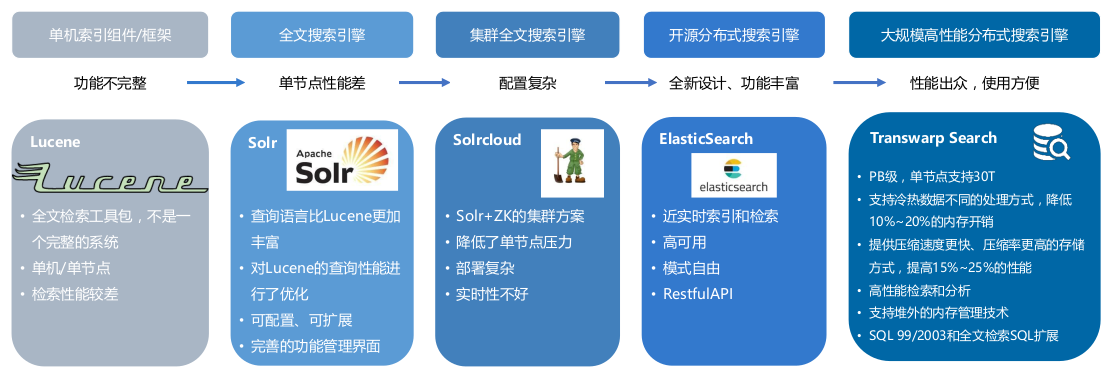 单机索引组件/框架
全文搜索引擎
集群全文搜索引擎
开源分布式搜索引擎
大规模高性能分布式搜索引擎
功能不完整
单节点性能差
配置复杂
全新设计、功能丰富
性能出众，使用方便
Lucene
Lucene
• 全文检索工具包，不是一
个完整的系统
• 单机/单节点
• 检索性能较差
Solr
Apache
Solr
• 查询语言比Lucene更加
丰富
• 对Lucene的查询性能进
行了优化
• 可配置、可扩展
• 完善的功能管理界面
Solrcloud
• Solr+ZK的集群方案
• 降低了单节点压力
• 部署复杂
• 实时性不好
ElasticSearch
elasticsearch
• 近实时索引和检索
• 高可用
• 模式自由
• RestfulAPI
Transwarp Search
• PB级，单节点支持30T
• 支持冷热数据不同的处理方式，降低
10%~20%的内存开销
• 提供压缩速度更快、压缩率更高的存储
方式，提高15%~25%的性能
• 高性能检索和分析
• 支持堆外的内存管理技术
• SQL 99/2003和全文检索SQL扩展